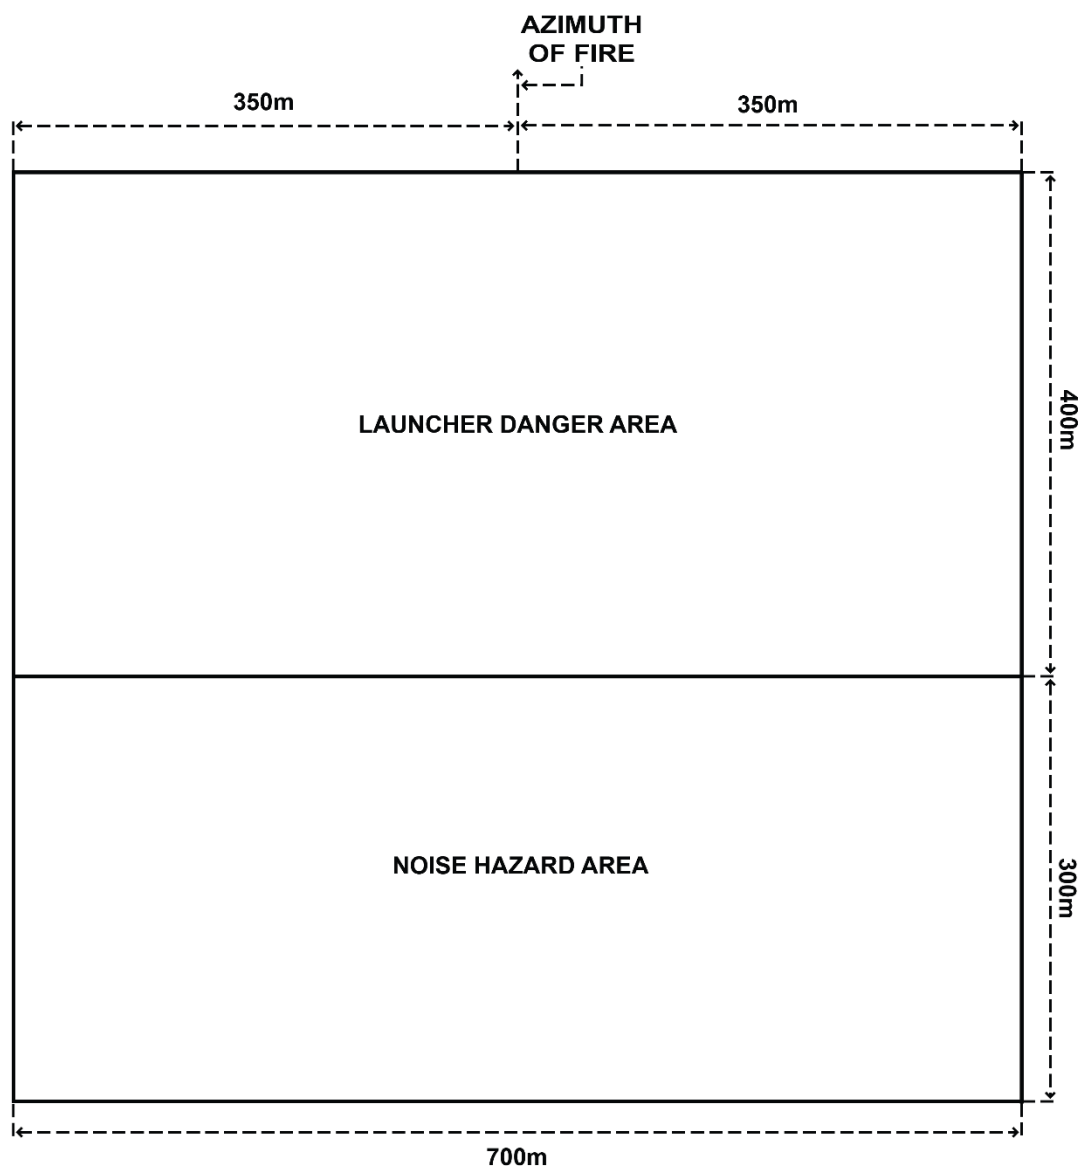 AZIMUTH
OF FIRE
350m
350m
LAUNCHER DANGER AREA
400m
NOISE HAZARD AREA
300m
700m